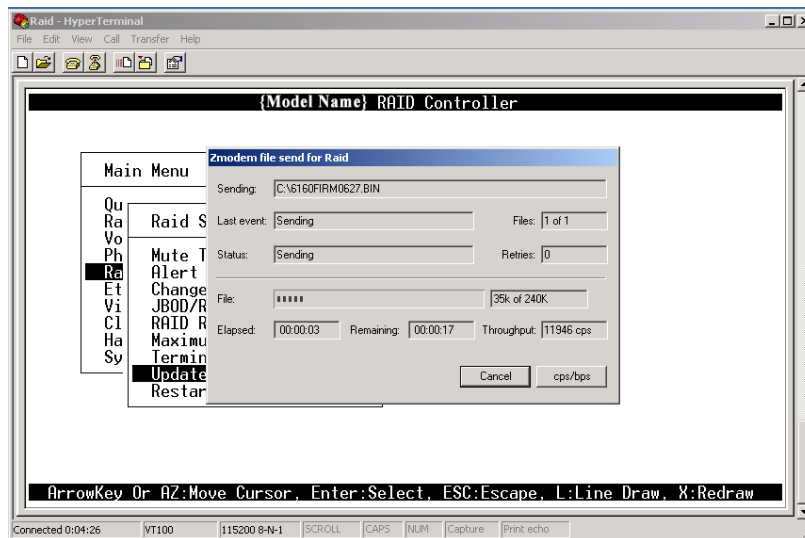 Raid - HyperTerminal
File Edit View Call Transfer Help
{Model Name} RAID Controller
Main Menu
Qu
Ra
Vo
Ph
Ra
Et
Vi
Cl
Ha
Sy
Raid S
Mute T
Alert
Change
JBOD/R
RAID R
Maximu
Termin
Update
Restar
Zmodem file send for Raid
Sending: C:\6160FIRM0627.BIN
Last event: Sending Files: 1 of 1
Status: Sending Retries: 0
File: 35k of 240K
Elapsed: 00:00:03 Remaining: 00:00:17 Throughput: 11946 cps
Cancel cps/bps
ArrowKey Or AZ:Move Cursor, Enter:Select, ESC:Escape, L:Line Draw, X:Redraw
Connected 0:04:26 VT100 115200 8-N-1 SCROLL CAPS NUM Capture Print echo